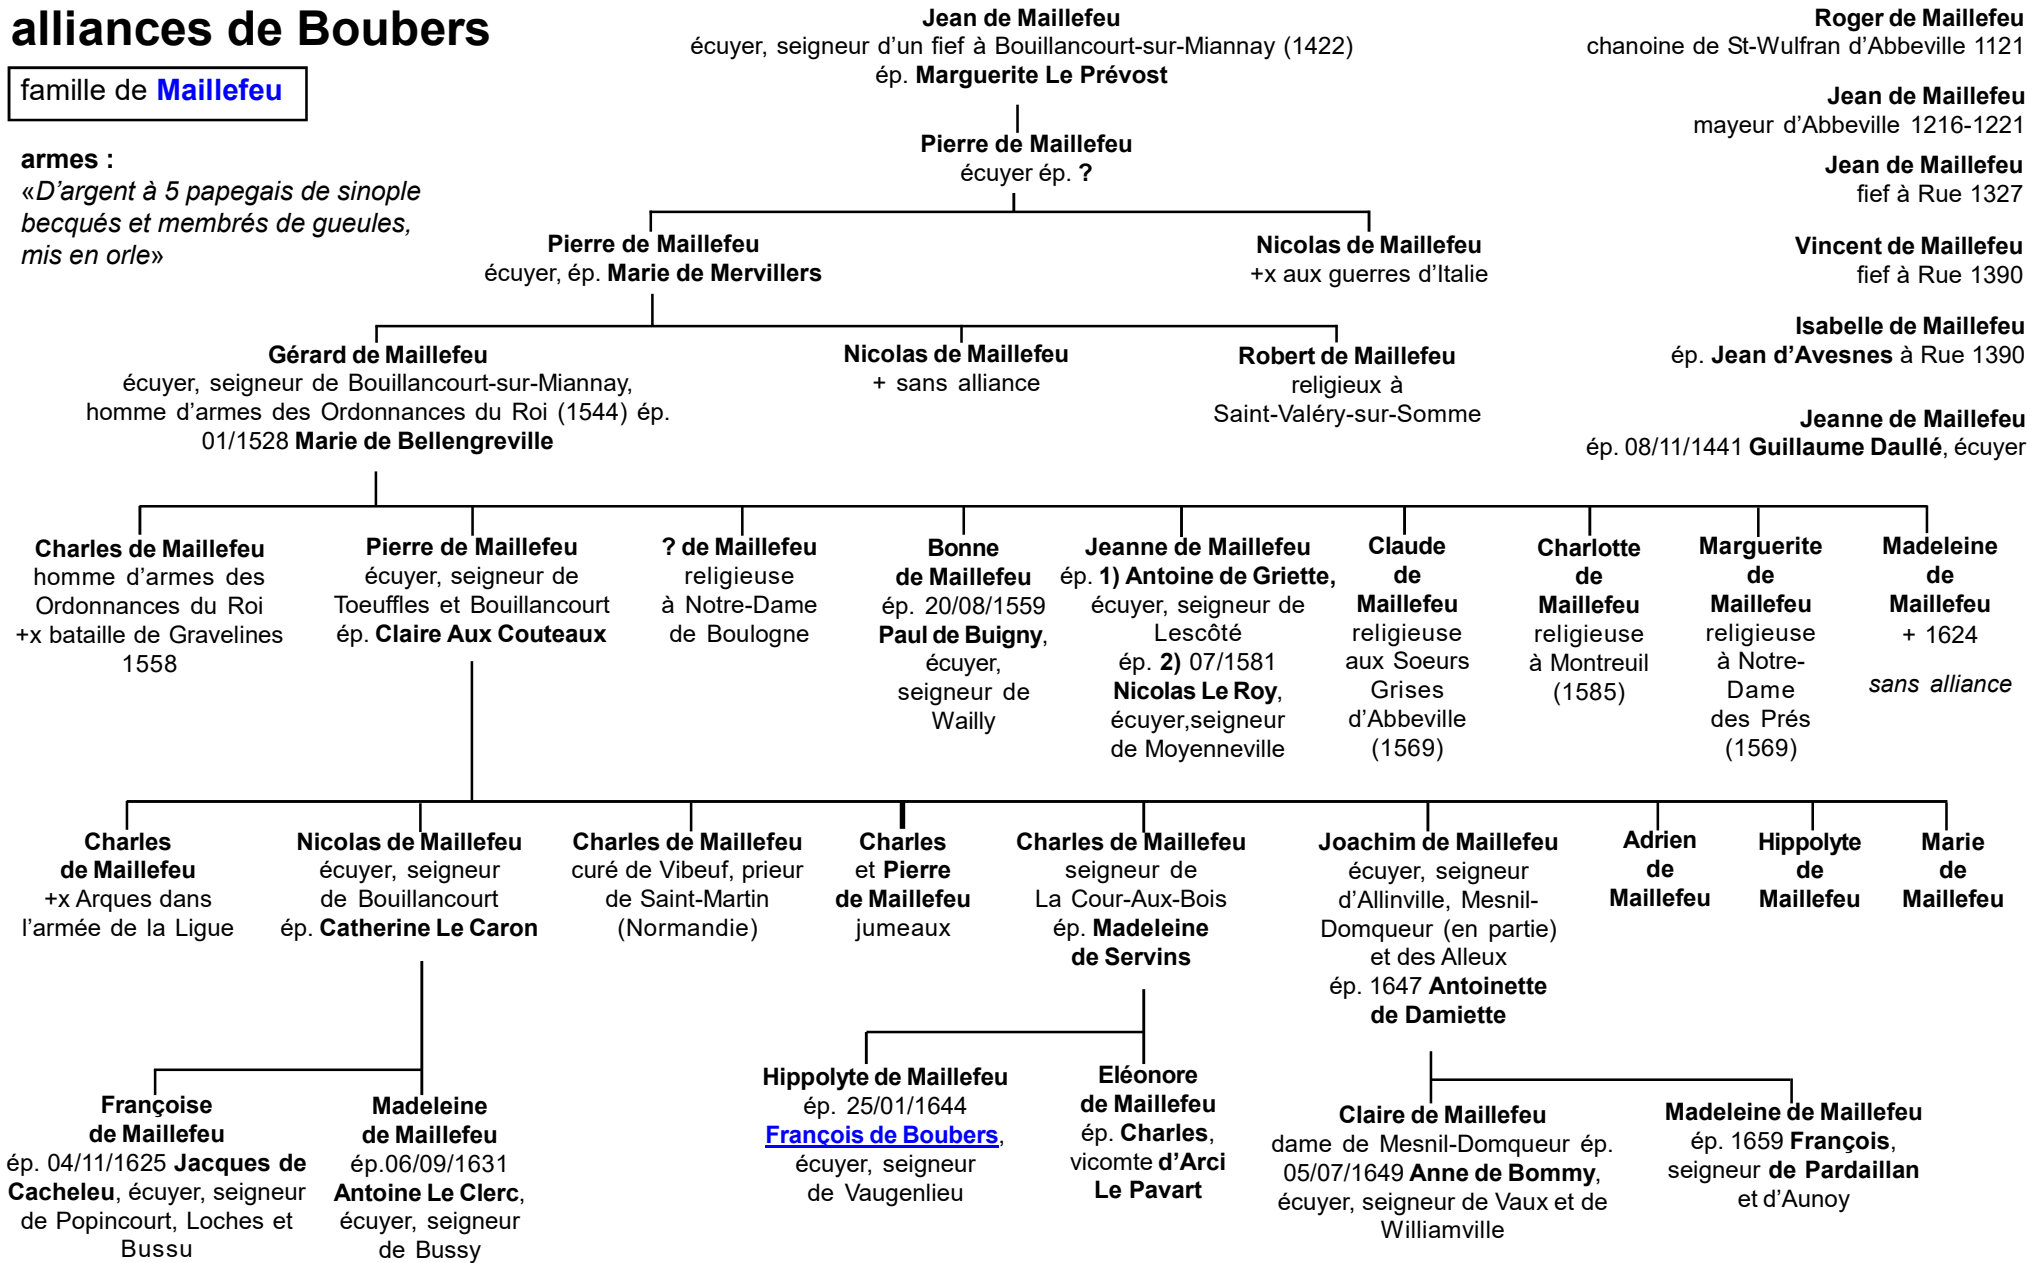 alliances de Boubers
famille de Maillefeu
armes :
«D’argent à 5 papegais de sinople
becqués et membrés de gueules,
mis en orle»
Jean de Maillefeu
écuyer, seigneur d’un fief à Bouillancourt-sur-Miannay (1422)
ép. Marguerite Le Prévost
Pierre de Maillefeu
écuyer ép. ?
Roger de Maillefeu
chanoine de St-Wulfran d’Abbeville 1121
Jean de Maillefeu
mayeur d’Abbeville 1216-1221
Jean de Maillefeu
fief à Rue 1327
Vincent de Maillefeu
fief à Rue 1390
Isabelle de Maillefeu
ép. Jean d’Avesnes à Rue 1390
Jeanne de Maillefeu
ép. 08/11/1441 Guillaume Daullé, écuyer
Pierre de Maillefeu
écuyer, ép. Marie de Mervillers
Nicolas de Maillefeu
+x aux guerres d’Italie
Gérard de Maillefeu
écuyer, seigneur de Bouillancourt-sur-Miannay,
homme d’armes des Ordonnances du Roi (1544) ép.
01/1528 Marie de Bellengreville
Nicolas de Maillefeu
+ sans alliance
Robert de Maillefeu
religieux à
Saint-Valéry-sur-Somme
Charles de Maillefeu
homme d’armes des
Ordonnances du Roi
+x bataille de Gravelines
1558
Pierre de Maillefeu
écuyer, seigneur de
Toeuffles et Bouillancourt
ép. Claire Aux Couteaux
? de Maillefeu
religieuse
à Notre-Dame
de Boulogne
Bonne
de Maillefeu
ép. 20/08/1559
Paul de Buigny,
écuyer,
seigneur de
Wailly
Jeanne de Maillefeu
ép. 1) Antoine de Griette,
écuyer, seigneur de
Lescôté
ép. 2) 07/1581
Nicolas Le Roy,
écuyer,seigneur
de Moyenneville
Claude
de
Maillefeu
religieuse
aux Soeurs
Grises
d’Abbeville
(1569)
Charlotte
de
Maillefeu
religieuse
à Montreuil
(1585)
Marguerite
de
Maillefeu
religieuse
à Notre-
Dame
des Prés
(1569)
Madeleine
de
Maillefeu
+ 1624
sans alliance
Charles
de Maillefeu
+x Arques dans
l’armée de la Ligue
Nicolas de Maillefeu
écuyer, seigneur
de Bouillancourt
ép. Catherine Le Caron
Charles de Maillefeu
curé de Vibeuf, prieur
de Saint-Martin
(Normandie)
Charles
et Pierre
de Maillefeu
jumeaux
Charles de Maillefeu
seigneur de
La Cour-Aux-Bois
ép. Madeleine
de Servins
Joachim de Maillefeu
écuyer, seigneur
d’Allinville, Mesnil-
Domqueur (en partie)
et des Alleux
ép. 1647 Antoinette
de Damiette
Adrien
de
Maillefeu
Hippolyte
de
Maillefeu
Marie
de
Maillefeu
Françoise
de Maillefeu
ép. 04/11/1625 Jacques de
Cacheleu, écuyer, seigneur
de Popincourt, Loches et
Bussu
Madeleine
de Maillefeu
ép.06/09/1631
Antoine Le Clerc,
écuyer, seigneur
de Bussy
Hippolyte de Maillefeu
ép. 25/01/1644
François de Boubers,
écuyer, seigneur
de Vaugenlieu
Eléonore
de Maillefeu
ép. Charles,
vicomte d’Arci
Le Pavart
Claire de Maillefeu
dame de Mesnil-Domqueur ép.
05/07/1649 Anne de Bommy,
écuyer, seigneur de Vaux et de
Williamville
Madeleine de Maillefeu
ép. 1659 François,
seigneur de Pardaillan
et d’Aunoy